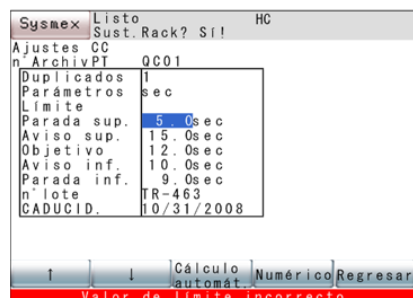 Sysmex Listo HC
Sust.Rack? Sí!
Ajustes CC
n°ArchivPT QC01
Duplicados 1
Parámetros sec
Límite
Parada sup. 5.0sec
Aviso sup. 15.0sec
Objetivo 12.0sec
Aviso inf. 10.0sec
Parada inf. 9.0sec
n°lote TR-463
CADUCID. 10/31/2008
↑ ↓ Cálculo automát. Numérico Regresar
Valor de límite incorrecto